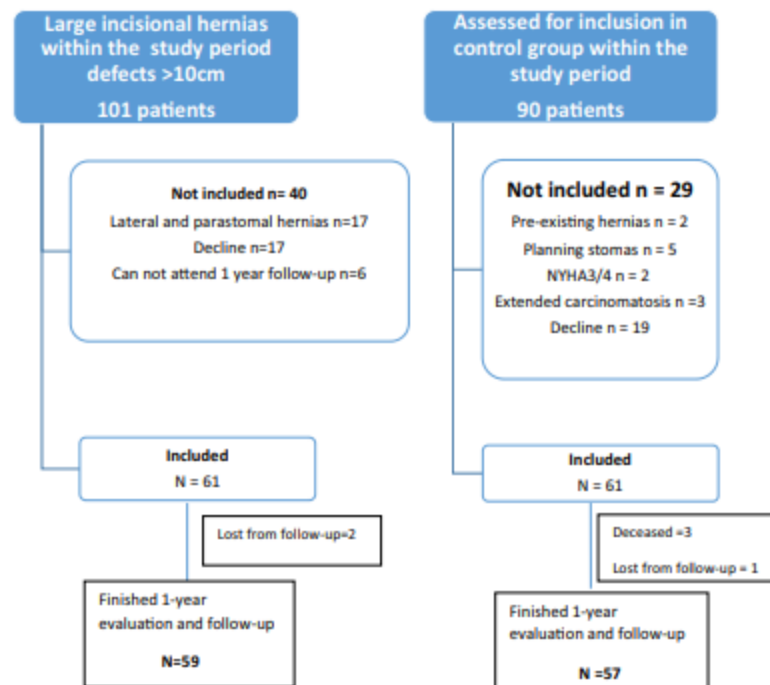 Large incisional hernias
within the study period
defects >10cm
101 patients
Not included n= 40
Lateral and parastomal hernias n=17
Decline n=17
Can not attend 1 year follow-up n=6
Included
N = 61
Lost from follow-up=2
Finished 1-year
evaluation and follow-up
N=59
Assessed for inclusion in
control group within the
study period
90 patients
Not included n = 29
Pre-existing hernias n = 2
Planning stomas n = 5
NYHA3/4 n = 2
Extended carcinomatosis n =3
Decline n = 19
Included
N = 61
Deceased =3
Lost from follow-up = 1
Finished 1-year
evaluation and follow-up
N =57